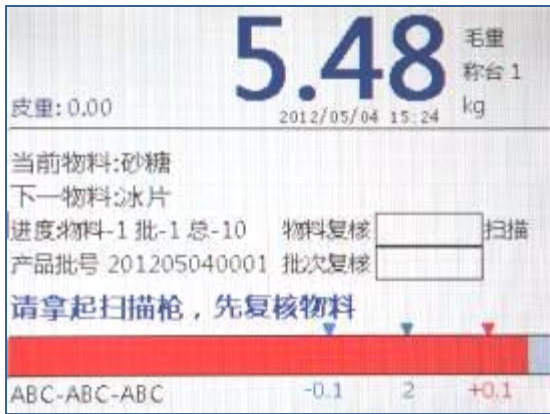 5.48
毛重
称台 1
kg
皮重: 0.00
2012/05/04 15:24
当前物料:砂糖
下一物料:冰片
进度:物料-1 批-1 总-10 物料复核 扫描
产品批号 201205040001 批次复核
请拿起扫描枪，先复核物料
ABC-ABC-ABC -0.1 2 +0.1